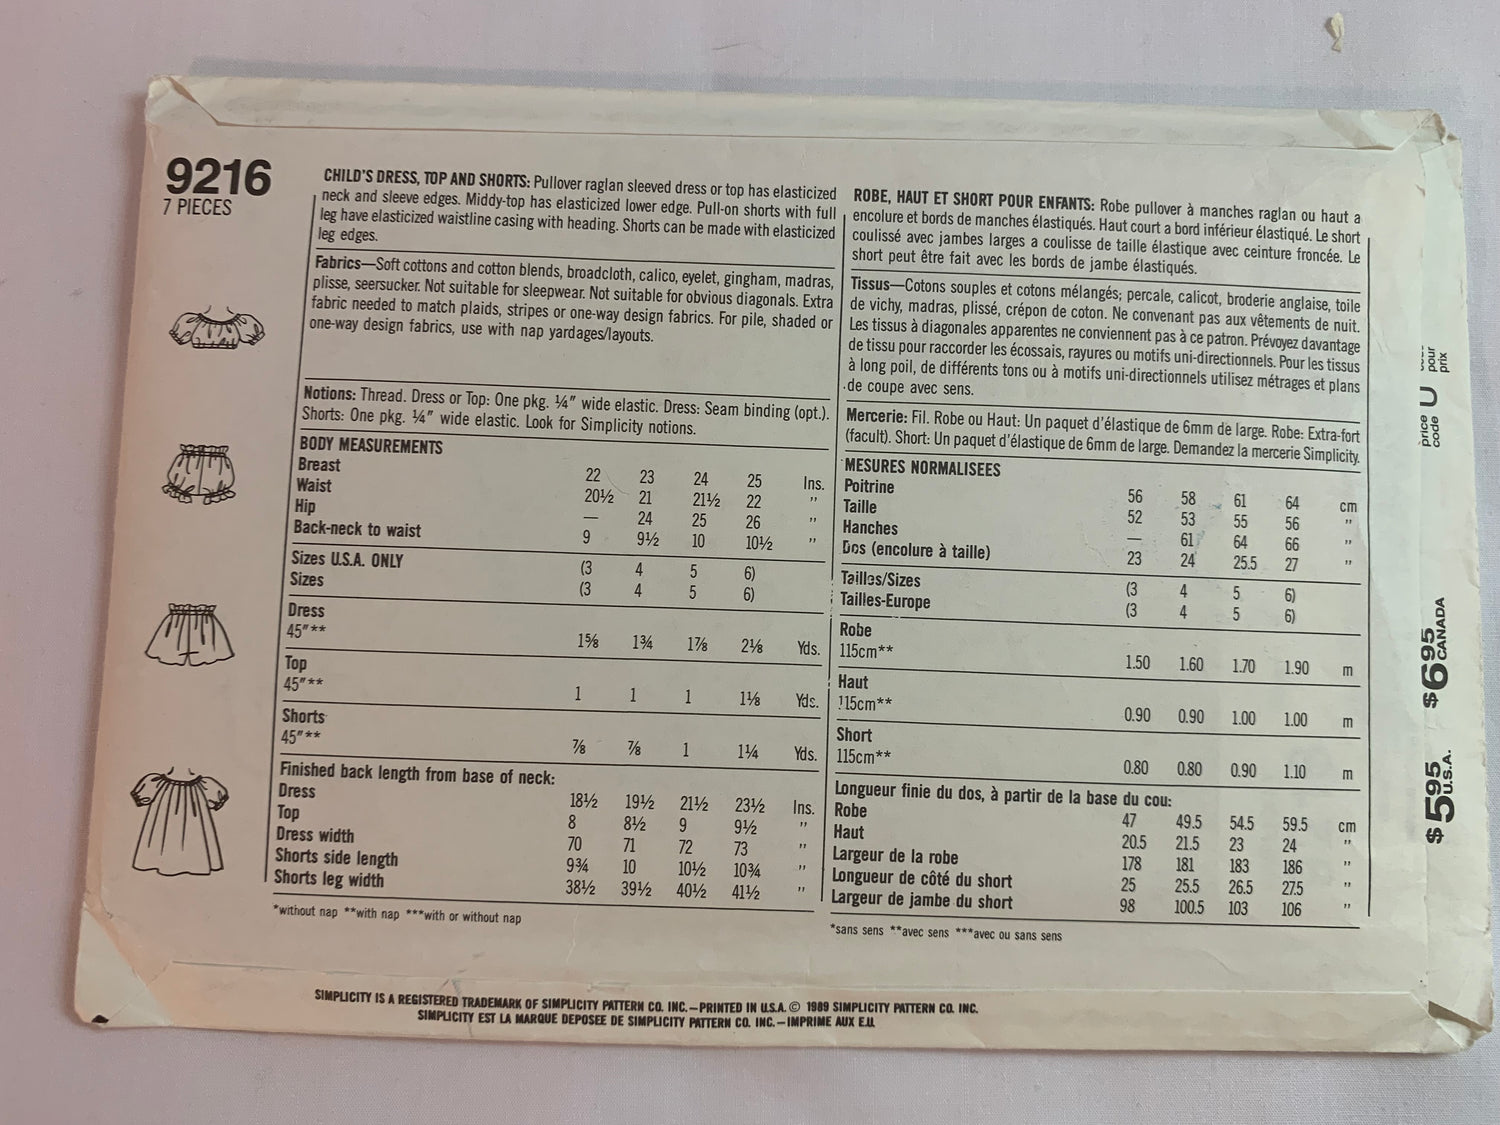 9216
7 PIECES
CHILD'S DRESS, TOP AND SHORTS: Pullover raglan sleeved dress or top has elasticized
neck and sleeve edges. Middy-top has elasticized lower edge. Pull-on shorts with full
leg have elasticized waistline casing with heading. Shorts can be made with elasticized
leg edges.
Fabrics—Soft cottons and cotton blends, broadcloth, calico, eyelet, gingham, madras,
plisse, seersucker. Not suitable for sleepwear. Not suitable for obvious diagonals. Extra
fabric needed to match plaids, stripes or one-way design fabrics. For pile, shaded or
one-way design fabrics, use with nap yardages/layouts.
Notions: Thread. Dress or Top: One pkg. ¼" wide elastic. Dress: Seam binding (opt.).
Shorts: One pkg. ¼" wide elastic. Look for Simplicity notions.
BODY MEASUREMENTS
Breast 22 23 24 25 Ins.
Waist 20½ 21 21½ 22 "
Hip — 24 25 26 "
Back-neck to waist 9 9½ 10 10½ "
Sizes U.S.A. ONLY (3 4 5 6)
Sizes (3 4 5 6)
Dress
45"** 1⅝ 1¾ 1⅞ 2⅛ Yds.
Top
45"** 1 1 1 1⅛ Yds.
Shorts
45"** ⅞ ⅞ 1 1¼ Yds.
Finished back length from base of neck:
Dress 18½ 19½ 21½ 23½ Ins.
Top 8 8½ 9 9½ "
Dress width 70 71 72 73 "
Shorts side length 9¾ 10 10½ 10¾ "
Shorts leg width 38½ 39½ 40½ 41½ "
*without nap **with nap ***with or without nap
ROBE, HAUT ET SHORT POUR ENFANTS: Robe pullover à manches raglan ou haut a
encolure et bords de manches élastiqués. Haut court a bord inférieur élastiqué. Le short
coulissé avec jambes larges a coulisse de taille élastique avec ceinture froncée. Le
short peut être fait avec les bords de jambe élastiqués.
Tissus—Cotons souples et cotons mélangés; percale, calicot, broderie anglaise, toile
de vichy, madras, plissé, crépon de coton. Ne convenant pas aux vêtements de nuit.
Les tissus à diagonales apparentes ne conviennent pas à ce patron. Prévoyez davantage
de tissu pour raccorder les écossais, rayures ou motifs uni-directionnels. Pour les tissus
à long poil, de différents tons ou à motifs uni-directionnels utilisez métrages et plans
de coupe avec sens.
Mercerie: Fil. Robe ou Haut: Un paquet d'élastique de 6mm de large. Robe: Extra-fort
(facult). Short: Un paquet d'élastique de 6mm de large. Demandez la mercerie Simplicity.
MESURES NORMALISEES
Poitrine 56 58 61 64 cm
Taille 52 53 55 56 "
Hanches — 61 64 66 "
Dos (encolure à taille) 23 24 25.5 27 "
Tailles/Sizes (3 4 5 6)
Tailles-Europe (3 4 5 6)
Robe
115cm** 1.50 1.60 1.70 1.90 m
Haut
115cm** 0.90 0.90 1.00 1.00 m
Short
115cm** 0.80 0.80 0.90 1.10 m
Longueur finie du dos, à partir de la base du cou:
Robe 47 49.5 54.5 59.5 cm
Haut 20.5 21.5 23 24 "
Largeur de la robe 178 181 183 186 "
Longueur de côté du short 25 25.5 26.5 27.5 "
Largeur de jambe du short 98 100.5 103 106 "
*sans sens **avec sens ***avec ou sans sens
SIMPLICITY IS A REGISTERED TRADEMARK OF SIMPLICITY PATTERN CO. INC.—PRINTED IN U.S.A. © 1989 SIMPLICITY PATTERN CO. INC.
SIMPLICITY EST LA MARQUE DEPOSEE DE SIMPLICITY PATTERN CO. INC.—IMPRIME AUX E.U.
$595 U.S.A.
$695 CANADA
price
code U
pour
prix